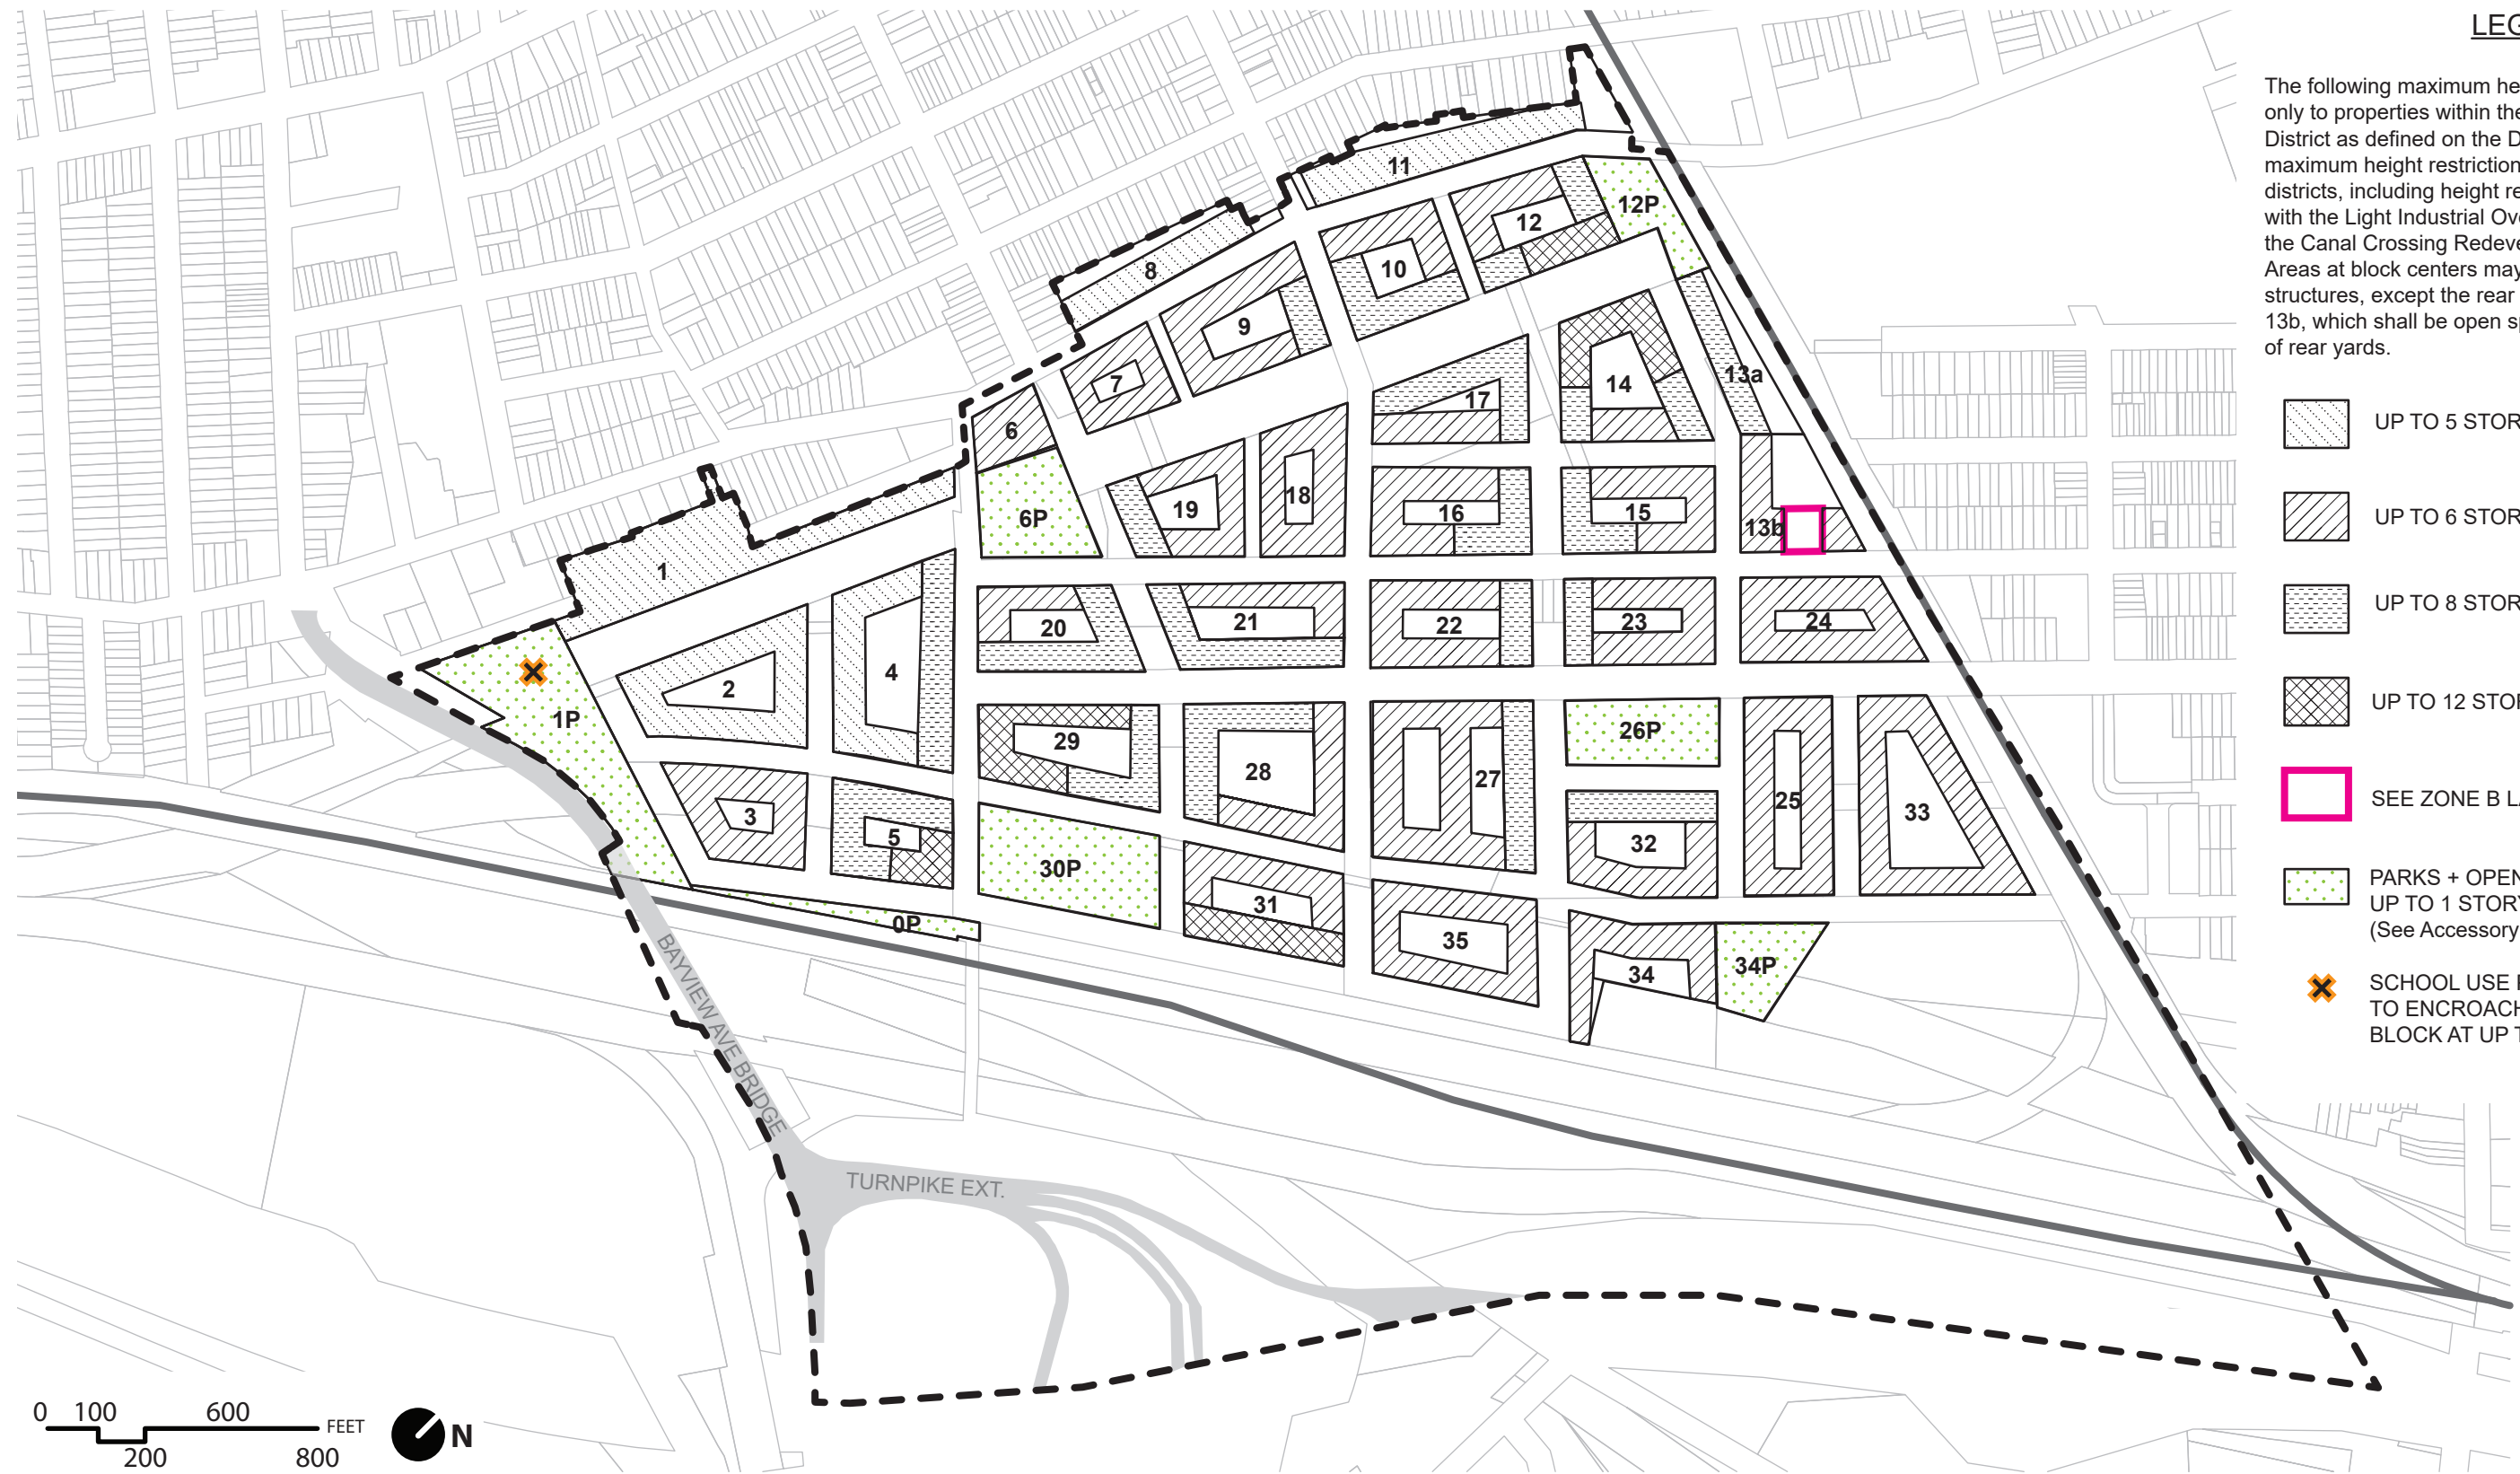 LEG
The following maximum he
only to properties within the
District as defined on the D
maximum height restriction
districts, including height re
with the Light Industrial Ov
the Canal Crossing Redeve
Areas at block centers may
structures, except the rear
13b, which shall be open s
of rear yards.
UP TO 5 STOR
UP TO 6 STOR
UP TO 8 STOR
UP TO 12 STO
SEE ZONE B L
PARKS + OPEN
UP TO 1 STORY
(See Accessory
SCHOOL USE
TO ENCROACH
BLOCK AT UP T
11
12P
12
8
10
9
13a
7
14
17
6
18
19
6P
16
15
13b
1
20
21
22
23
24
4
2
1P
26P
29
28
27
25
33
3
5
32
30P
31
0P
35
34P
34
BAYVIEW AVE BRIDGE
TURNPIKE EXT.
0 100 600
FEET
200 800
N